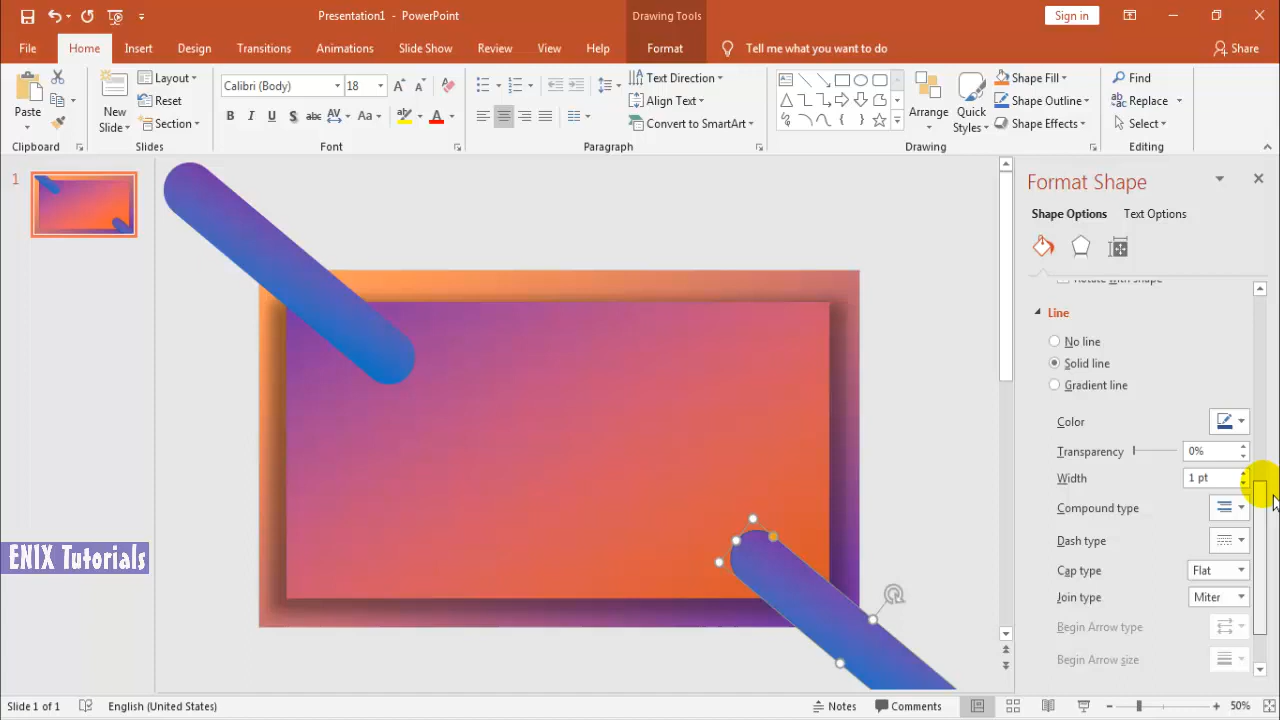 Presentation1 - PowerPoint
Drawing Tools
Sign in
File Home Insert Design Transitions Animations Slide Show Review View Help Format Tell me what you want to do Share
Paste
Clipboard
New Slide
Layout
Reset
Section
Slides
Calibri (Body) 18
B I U S abc AV Aa A
Font
Text Direction
Align Text
Convert to SmartArt
Paragraph
Arrange
Quick Styles
Shape Fill
Shape Outline
Shape Effects
Drawing
Find
Replace
Select
Editing
1
ENIX Tutorials
Format Shape
Shape Options Text Options
Rotate with shape
Line
No line
Solid line
Gradient line
Color
Transparency 0%
Width 1 pt
Compound type
Dash type
Cap type Flat
Join type Miter
Begin Arrow type
Begin Arrow size
Slide 1 of 1 English (United States) Notes Comments 50%